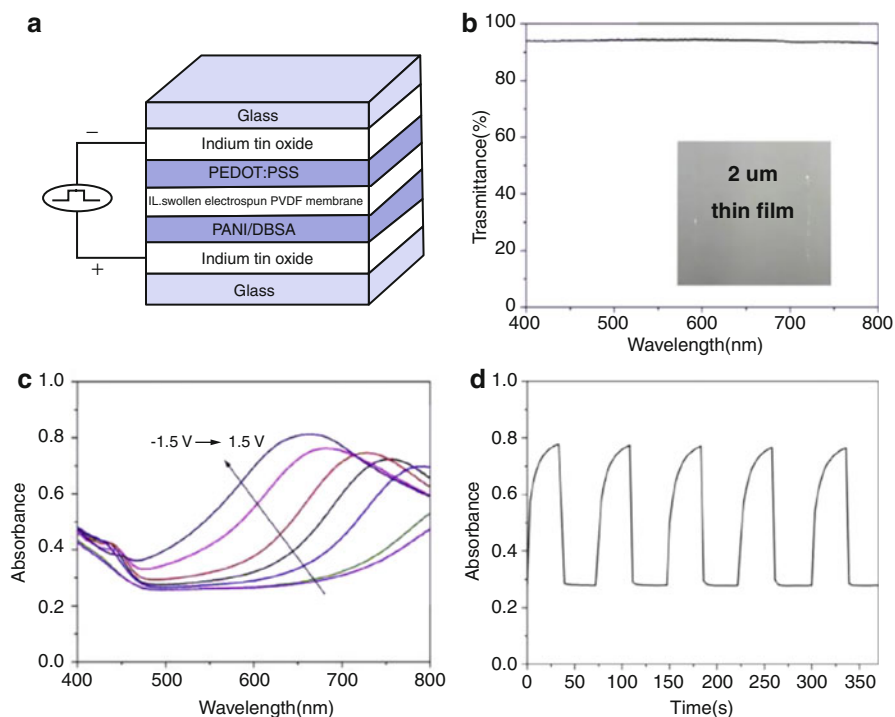 a
Glass
Indium tin oxide
PEDOT:PSS
IL.swollen electrospun PVDF membrane
PANI/DBSA
Indium tin oxide
Glass
−
+
b
100
80
60
40
20
0
Trasmittance(%)
2 um
thin film
400 500 600 700 800
Wavelength(nm)
c
1.0
0.8
0.6
0.4
0.2
0.0
Absorbance
-1.5 V → 1.5 V
400 500 600 700 800
Wavelength(nm)
d
1.0
0.8
0.6
0.4
0.2
0.0
Absorbance
0 50 100 150 200 250 300 350
Time(s)